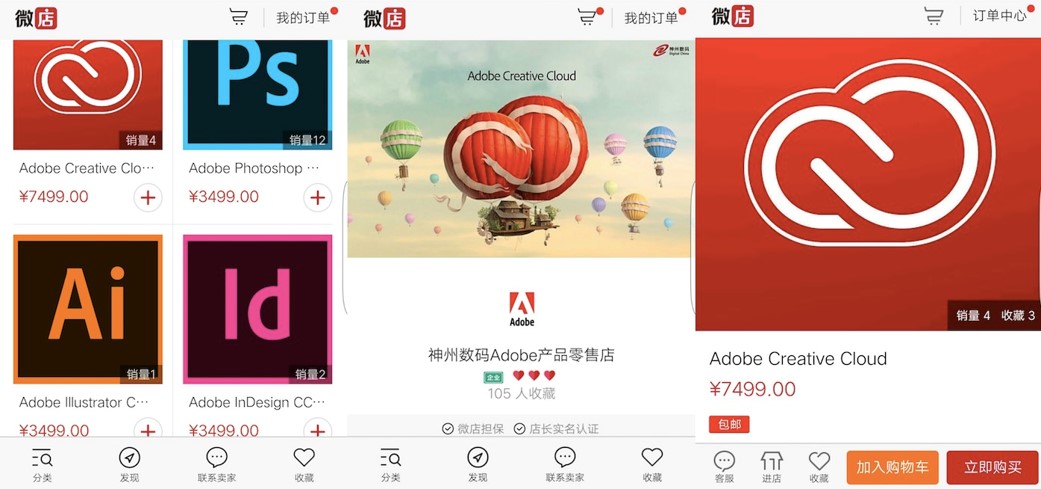 微店
我的订单
销量4
Adobe Creative Clo···
¥7499.00
Ps
销量12
Adobe Photoshop ···
¥3499.00
Ai
销量1
Adobe Illustrator C···
¥3499.00
Id
销量2
Adobe InDesign CC···
¥3499.00
分类
发现
联系卖家
收藏
微店
我的订单
Adobe
神州数码
Digital China
Adobe Creative Cloud
Adobe
神州数码Adobe产品零售店
企业
105 人收藏
微店担保 店长实名认证
分类
发现
联系卖家
收藏
微店
订单中心
销量 4 收藏 3
Adobe Creative Cloud
¥7499.00
包邮
客服
进店
收藏
加入购物车
立即购买